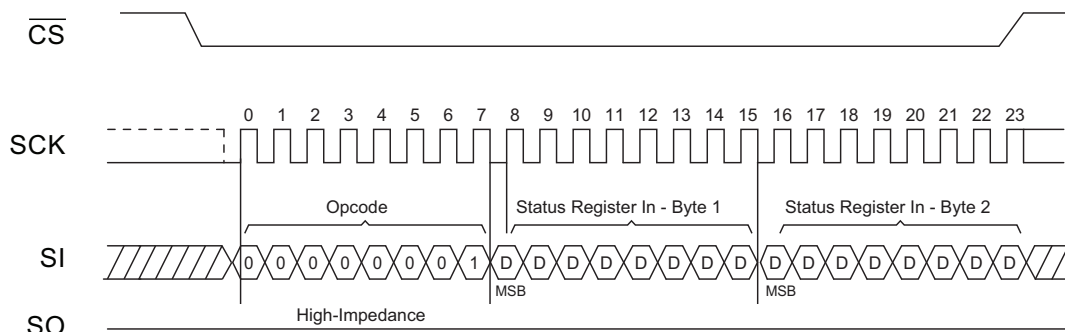 CS
SCK
0 1 2 3 4 5 6 7 8 9 10 11 12 13 14 15 16 17 18 19 20 21 22 23
Opcode Status Register In - Byte 1 Status Register In - Byte 2
SI
0 0 0 0 0 0 0 1 D D D D D D D D D D D D D D D D
MSB MSB
High-Impedance
SO